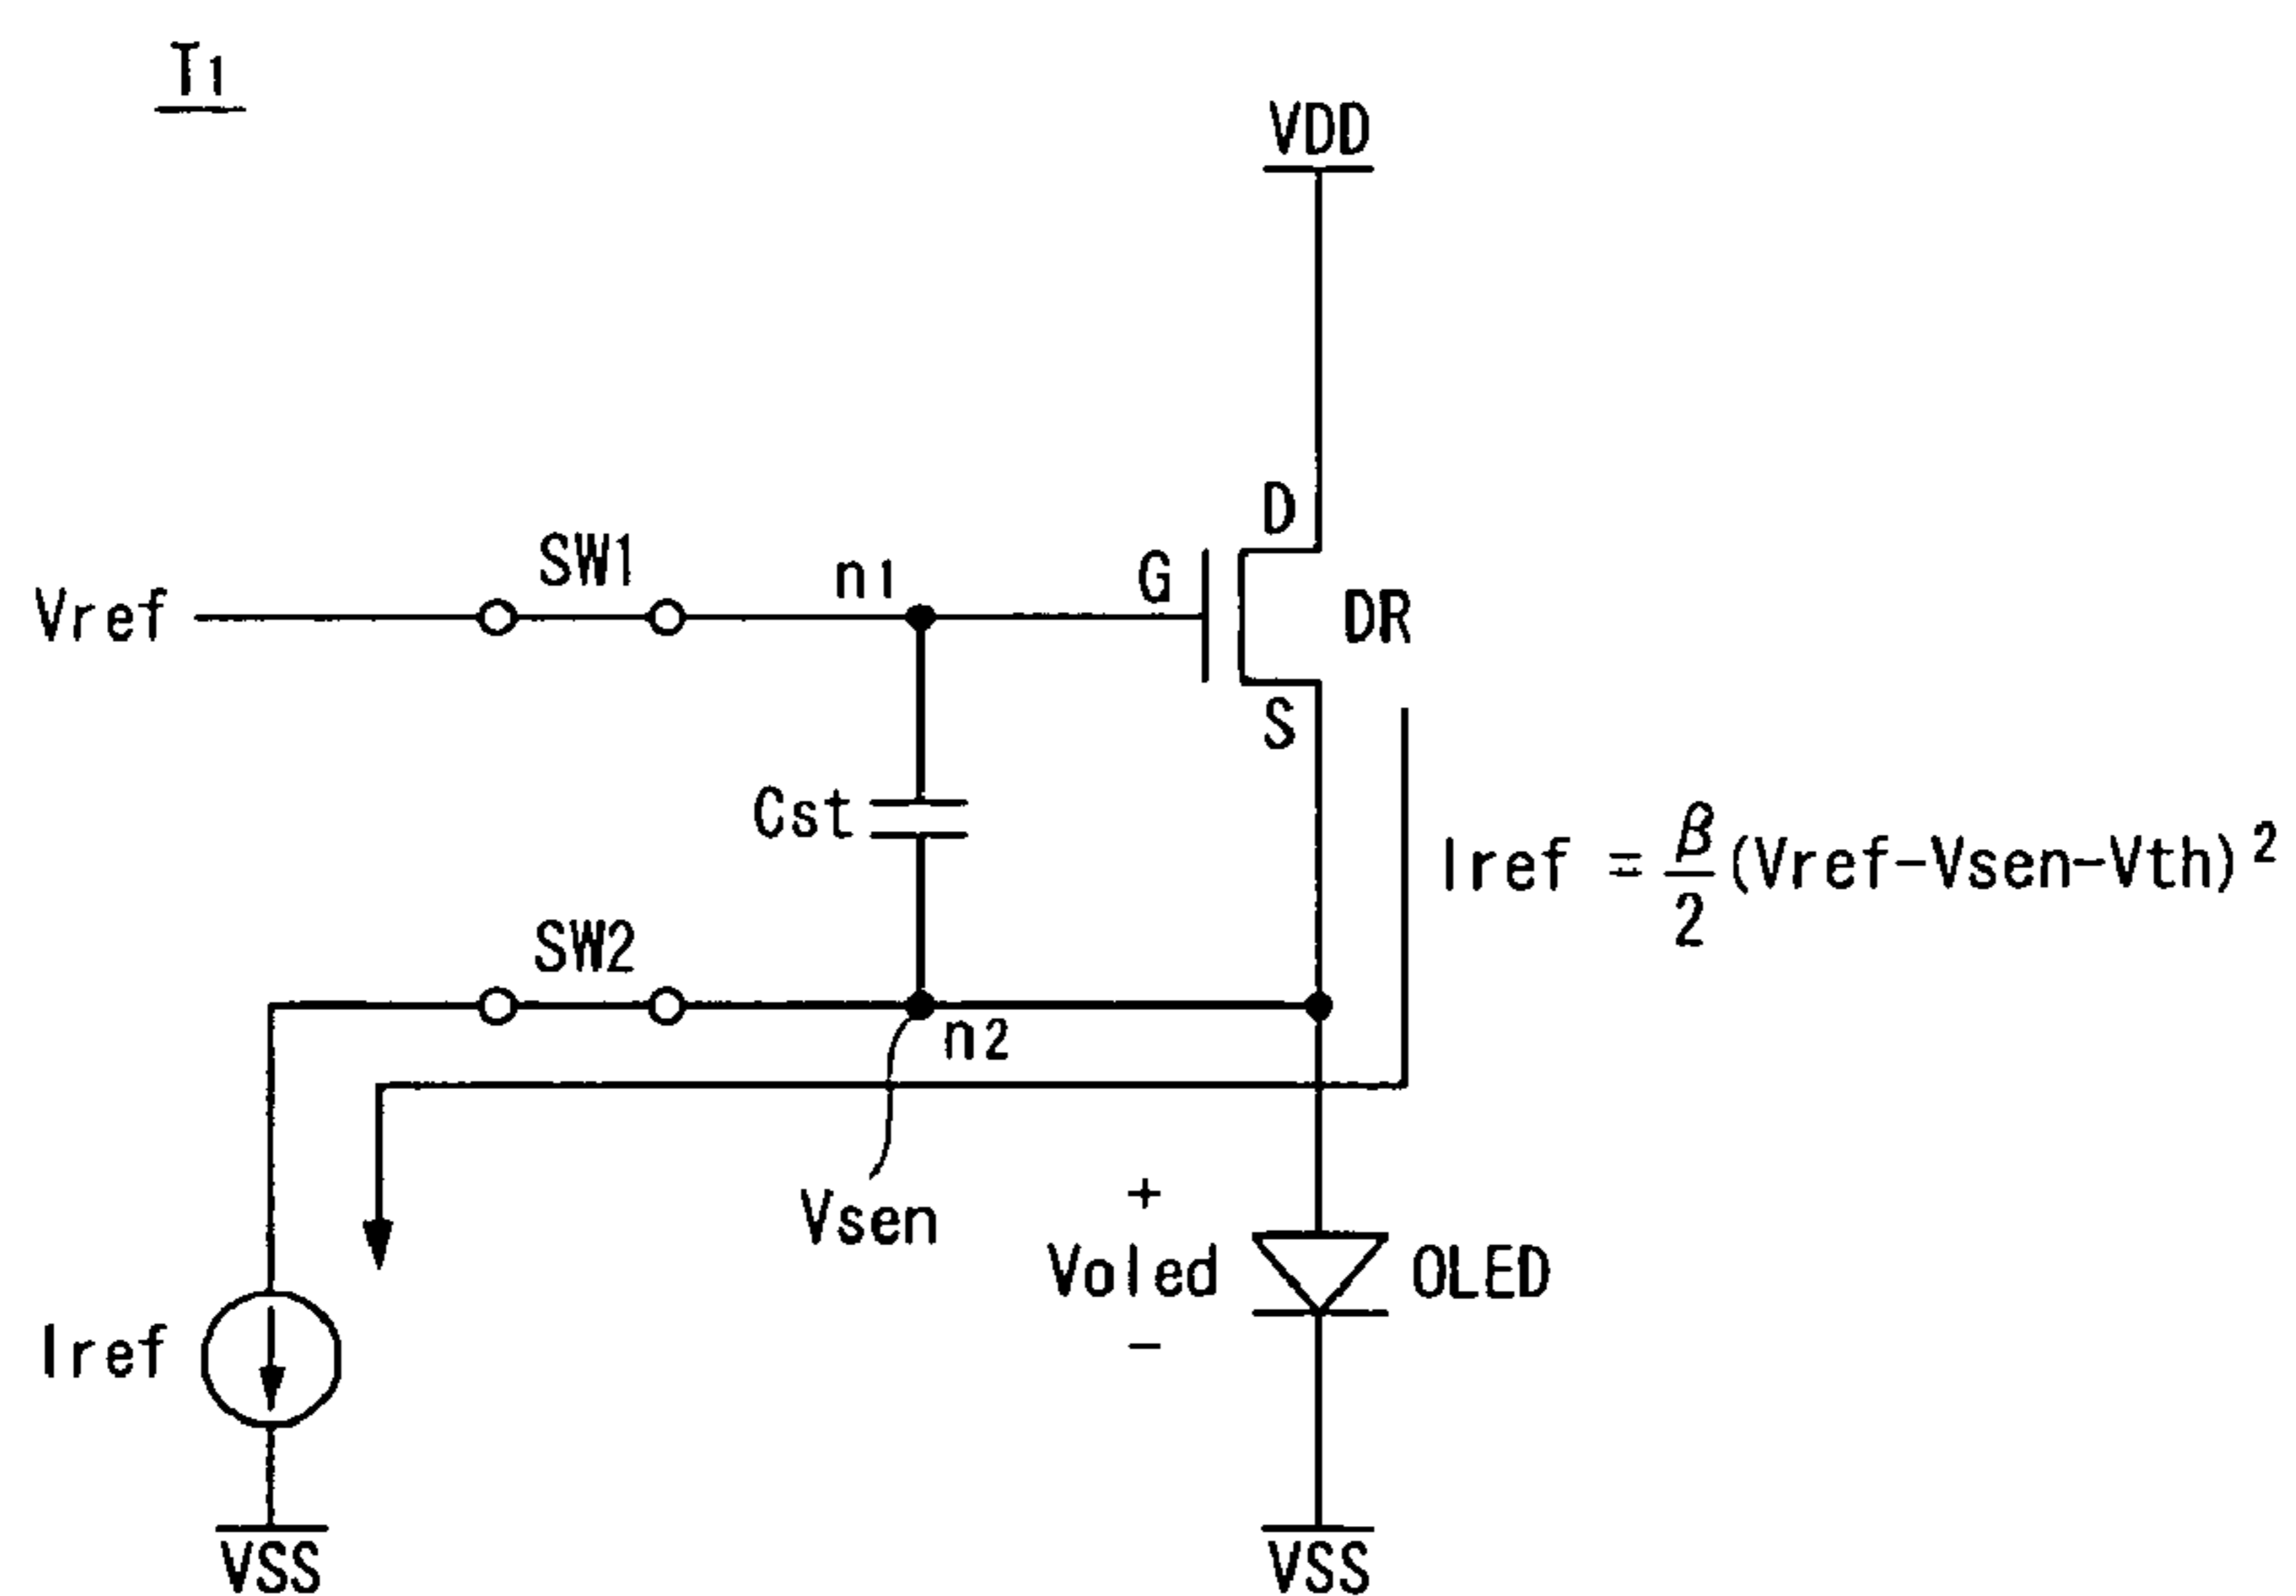 T1
VDD
D
SW1
n1
G
Vref
DR
S
Cst
Iref = β/2 (Vref-Vsen-Vth)²
SW2
n2
Vsen
+
Voled
-
OLED
Iref
VSS
VSS